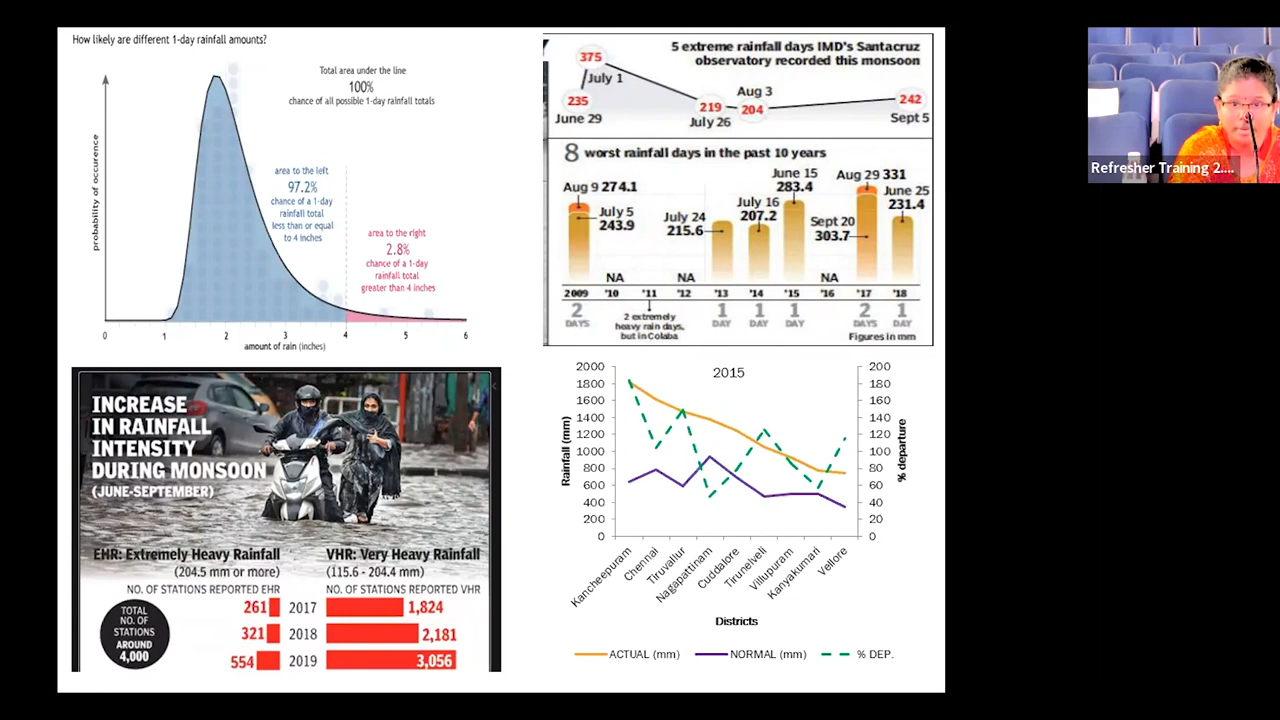 How likely are different 1-day rainfall amounts?
Total area under the line
100%
chance of all possible 1-day rainfall totals
probability of occurence
area to the left
97.2%
chance of a 1-day
rainfall total
less than or equal
to 4 inches
area to the right
2.8%
chance of a 1-day
rainfall total
greater than 4 inches
0 1 2 3 4 5 6
amount of rain (inches)
5 extreme rainfall days IMD's Santacruz
observatory recorded this monsoon
375
July 1
235
June 29
219
July 26
Aug 3
204
242
Sept 5
8 worst rainfall days in the past 10 years
Aug 9 274.1
July 5
243.9
NA
NA
July 24
215.6
July 16
207.2
June 15
283.4
NA
Sept 20
303.7
Aug 29 331
June 25
231.4
2009 '10 '11 '12 '13 '14 '15 '16 '17 '18
2
DAYS
2 extremely
heavy rain days,
but in Colaba
1
DAY
1
DAY
1
DAY
2
DAYS
1
DAY
Figures in mm
INCREASE
IN RAINFALL
INTENSITY
DURING MONSOON
(JUNE-SEPTEMBER)
EHR: Extremely Heavy Rainfall
(204.5 mm or more)
VHR: Very Heavy Rainfall
(115.6 - 204.4 mm)
NO. OF STATIONS REPORTED EHR
NO. OF STATIONS REPORTED VHR
TOTAL
NO. OF
STATIONS
AROUND
4,000
261 2017 1,824
321 2018 2,181
554 2019 3,056
2015
Rainfall (mm)
2000
1800
1600
1400
1200
1000
800
600
400
200
0
200
180
160
140
120
100
80
60
40
20
0
% departure
Kancheepuram
Chennai
Tiruvallur
Nagapattinam
Cuddalore
Tirunelveli
Villupuram
Kanyakumari
Vellore
Districts
ACTUAL (mm) NORMAL (mm) % DEP.
Refresher Training 2....